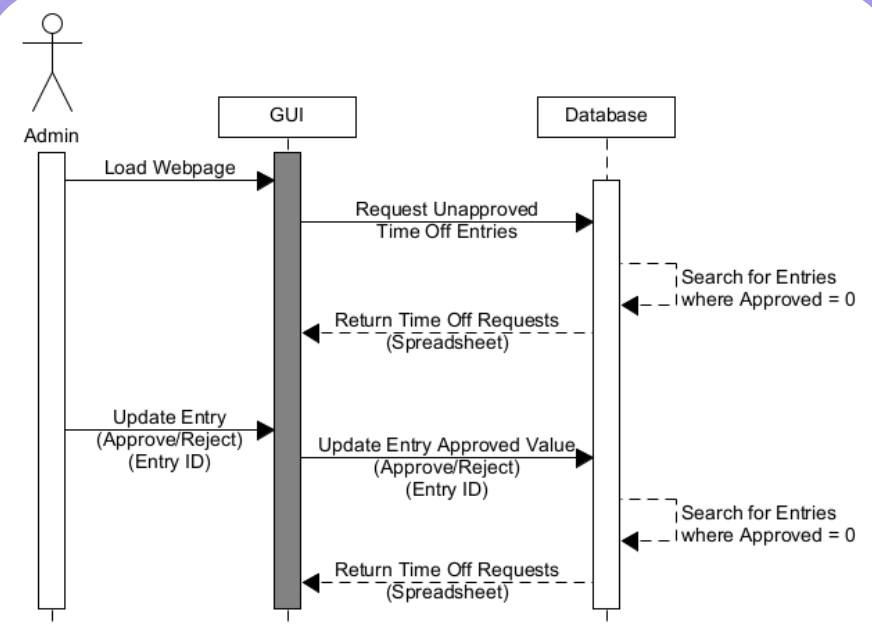 Admin
GUI
Database
Load Webpage
Request Unapproved
Time Off Entries
Search for Entries
where Approved = 0
Return Time Off Requests
(Spreadsheet)
Update Entry
(Approve/Reject)
(Entry ID)
Update Entry Approved Value
(Approve/Reject)
(Entry ID)
Search for Entries
where Approved = 0
Return Time Off Requests
(Spreadsheet)